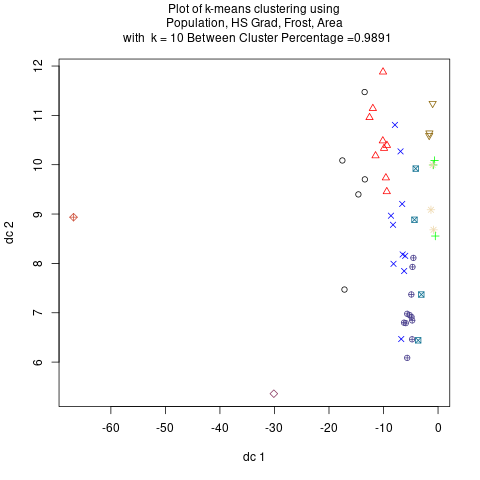 Plot of k-means clustering using
Population, HS Grad, Frost, Area
with k = 10 Between Cluster Percentage =0.9891
12
11
10
9
8
7
6
dc 2
-60 -50 -40 -30 -20 -10 0
dc 1